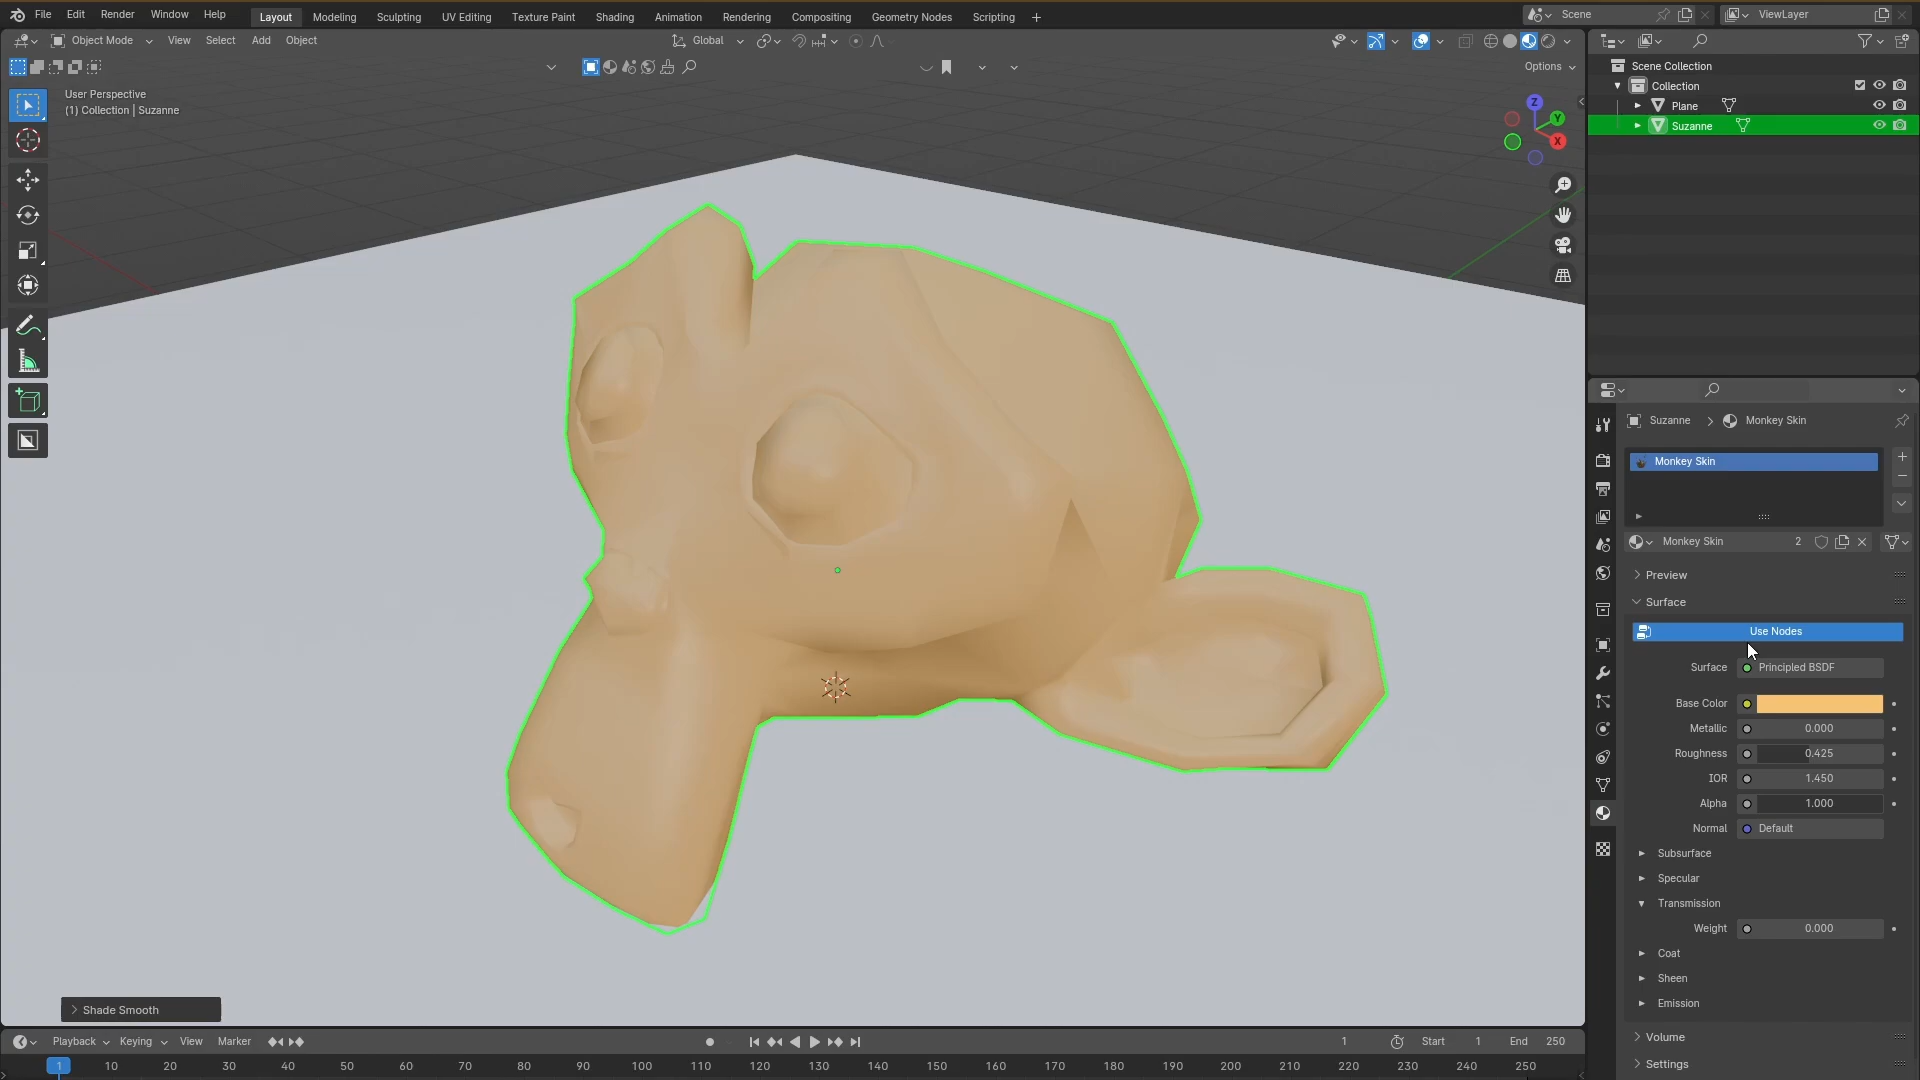 File Edit Render Window Help Layout Modeling Sculpting UV Editing Texture Paint Shading Animation Rendering Compositing Geometry Nodes Scripting + Scene ViewLayer
Object Mode View Select Add Object Global
Options
User Perspective
(1) Collection | Suzanne
Z
Y
X
Scene Collection
Collection
Plane
Suzanne
Suzanne > Monkey Skin
Monkey Skin
Monkey Skin 2
Preview
Surface
Use Nodes
Surface Principled BSDF
Base Color
Metallic 0.000
Roughness 0.425
IOR 1.450
Alpha 1.000
Normal Default
Subsurface
Specular
Transmission
Weight 0.000
Coat
Sheen
Emission
Volume
Settings
Shade Smooth
Playback Keying View Marker 1 Start 1 End 250
1 10 20 30 40 50 60 70 80 90 100 110 120 130 140 150 160 170 180 190 200 210 220 230 240 250